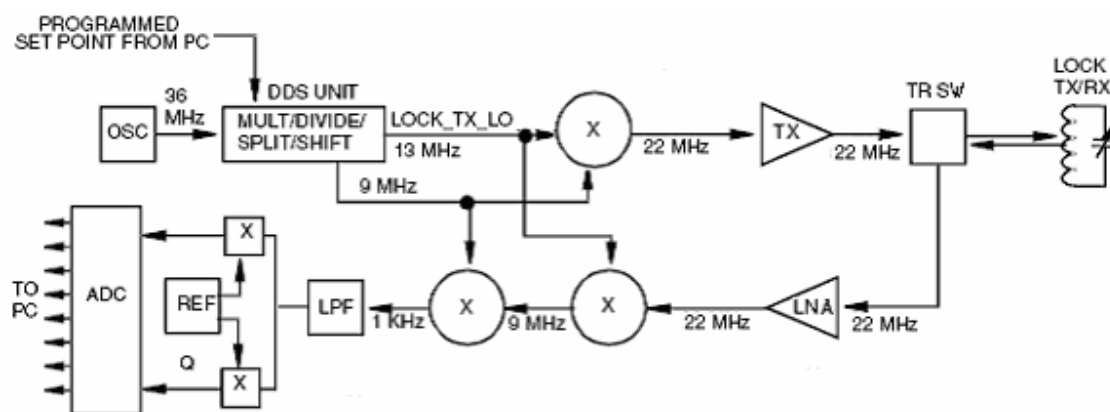 PROGRAMMED
SET POINT FROM PC
36
MHz
OSC
DDS UNIT
MULT/DIVIDE/
SPLIT/SHIFT
LOCK_TX_LO
13 MHz
9 MHz
X
22 MHz
TX
22 MHz
TR SW
LOCK
TX/RX
TO
PC
ADC
X
REF
Q
X
LPF
1 KHz
X
9 MHz
X
22 MHz
LNA
22 MHz